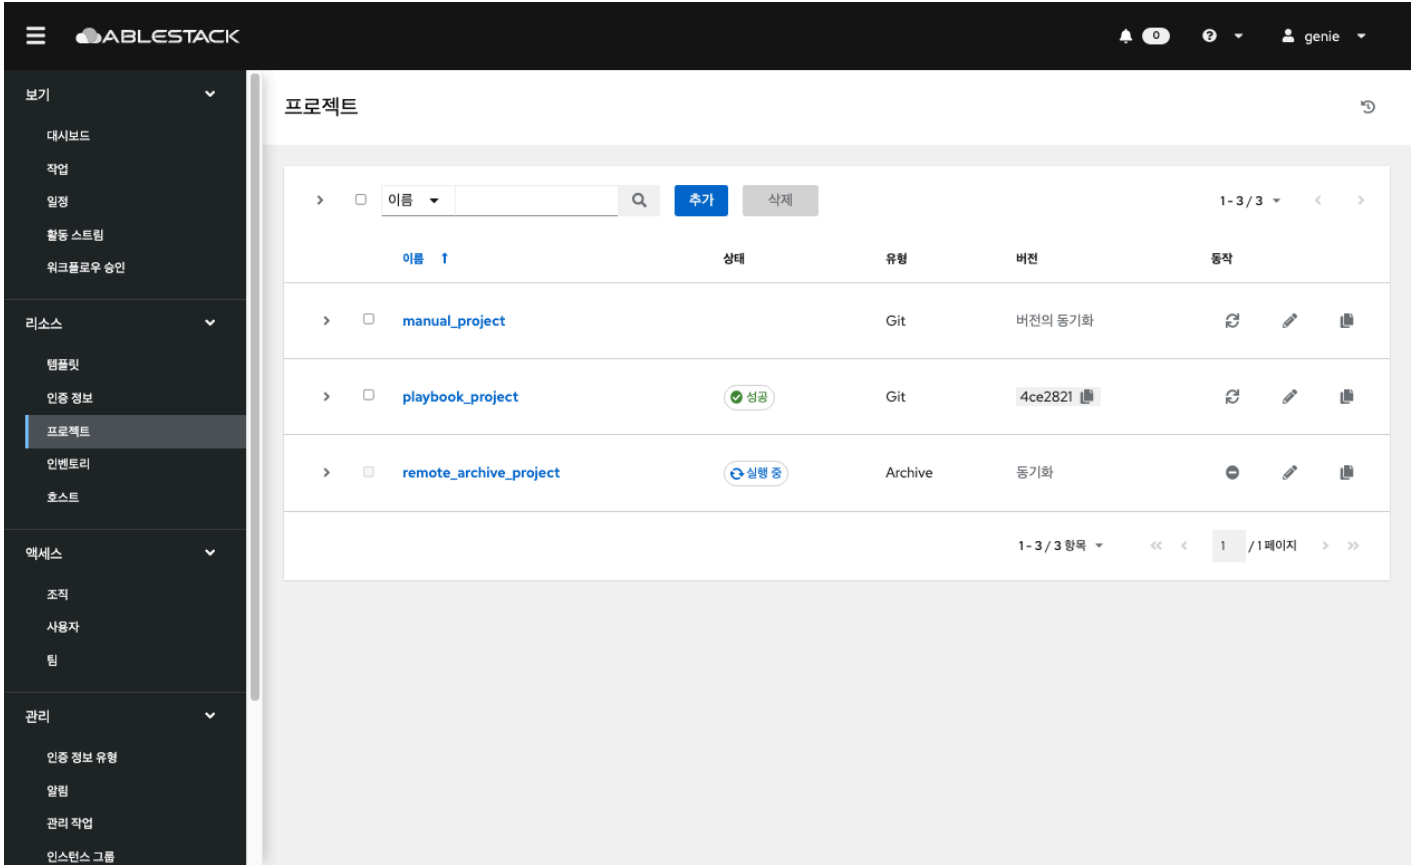 ABLESTACK
0
genie
보기
대시보드
작업
일정
활동 스트림
워크플로우 승인
리소스
템플릿
인증 정보
프로젝트
인벤토리
호스트
액세스
조직
사용자
팀
관리
인증 정보 유형
알림
관리 작업
인스턴스 그룹
프로젝트
이름 추가 삭제 1 - 3 / 3
이름 상태 유형 버전 동작
manual_project Git 버전의 동기화
playbook_project 성공 Git 4ce2821
remote_archive_project 실행 중 Archive 동기화
1 - 3 / 3 항목 1 / 1 페이지